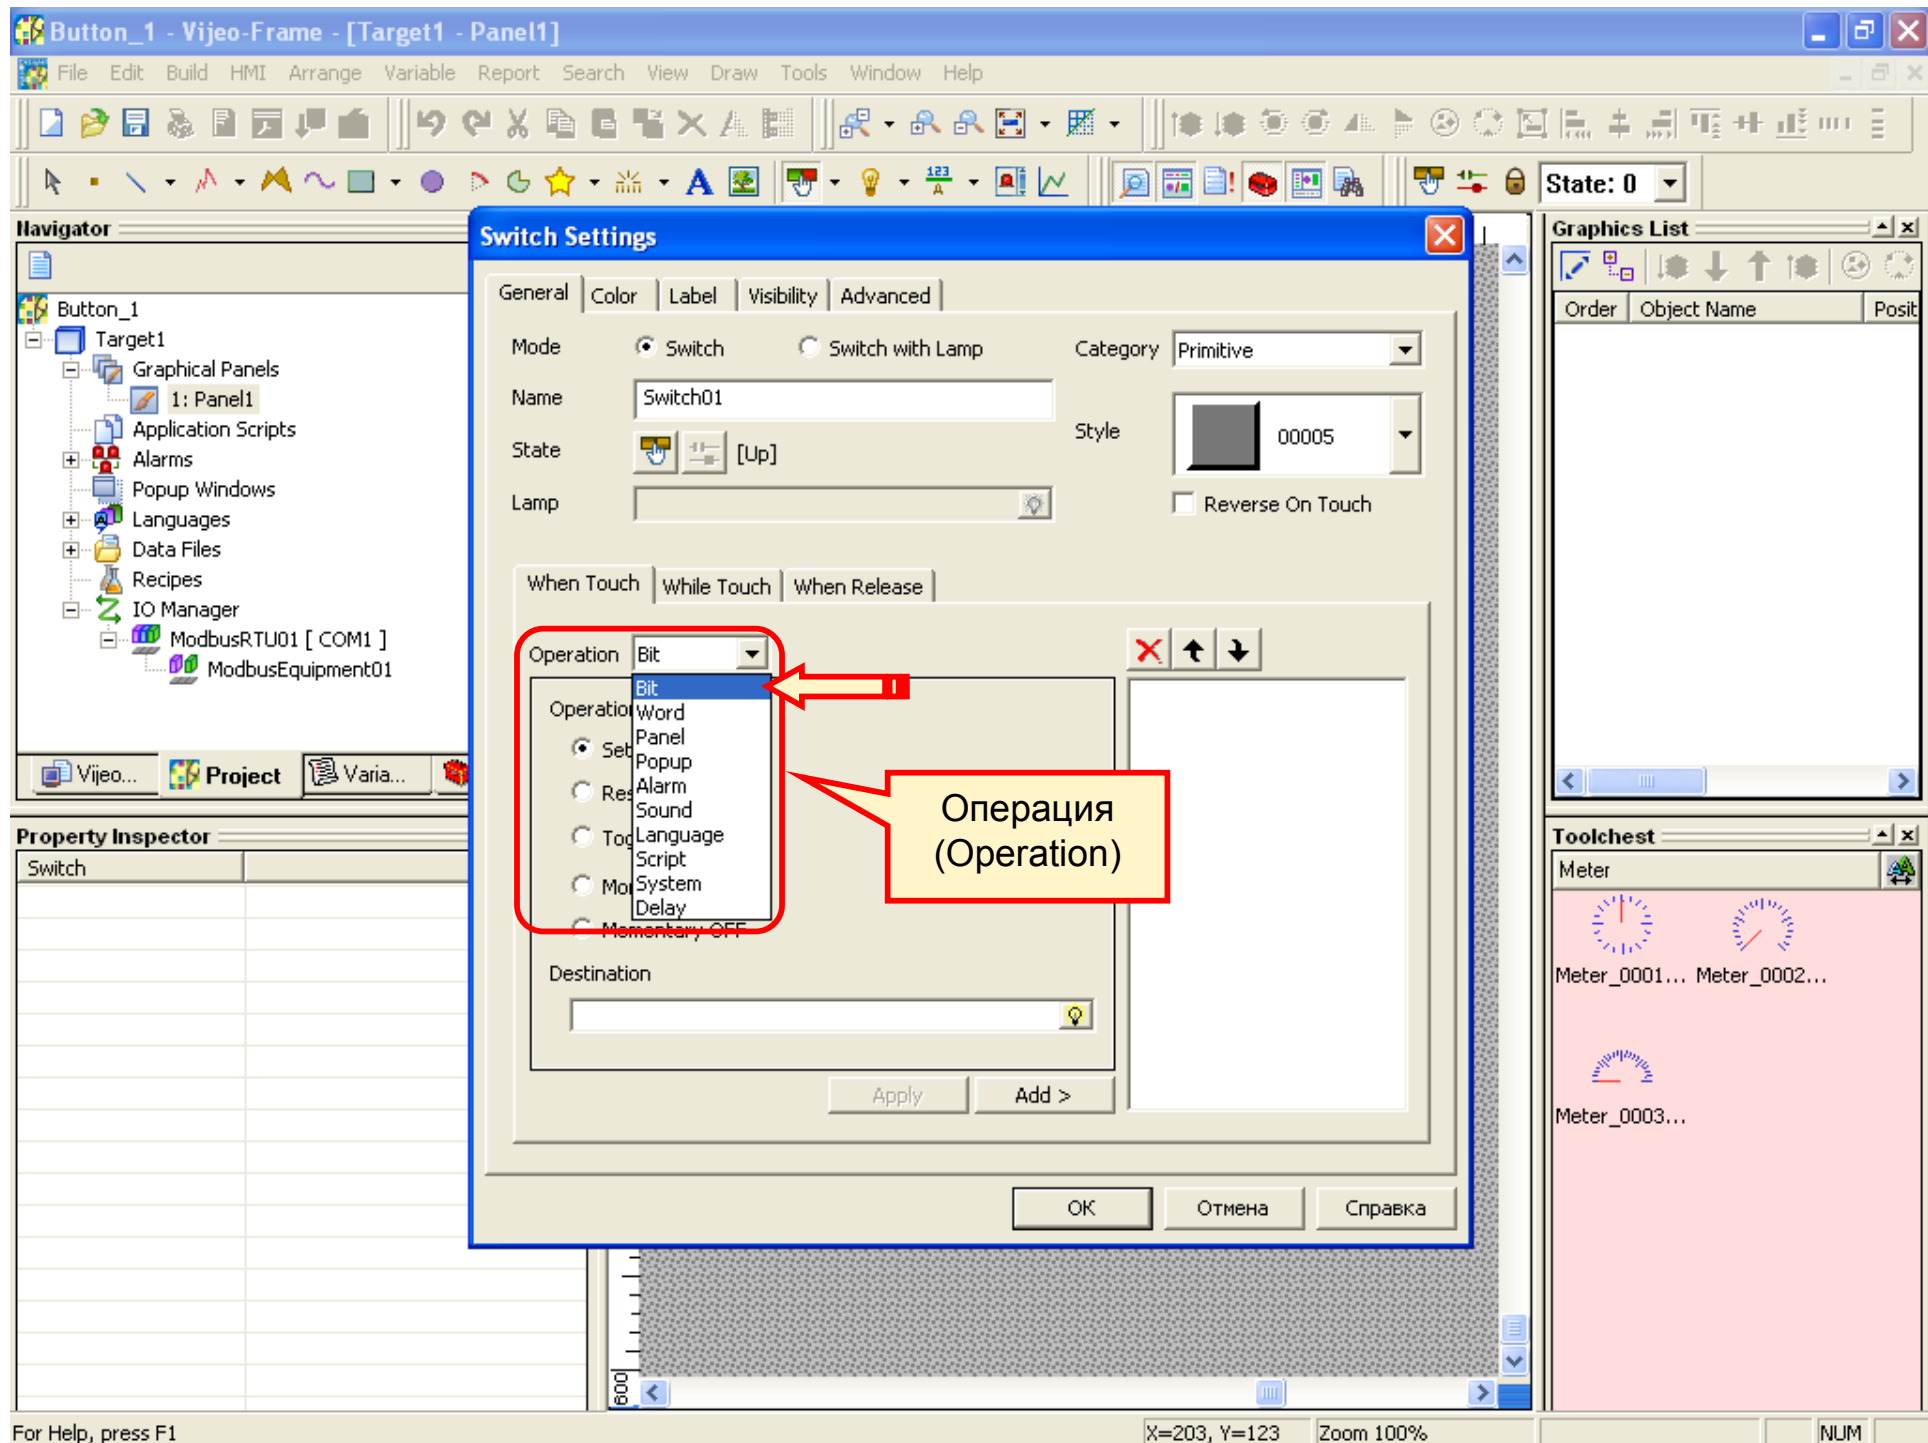 Button_1 - Vijeo-Frame - [Target1 - Panel1]
File Edit Build HMI Arrange Variable Report Search View Draw Tools Window Help
State: 0
Navigator
Button_1
Target1
Graphical Panels
1: Panel1
Application Scripts
Alarms
Popup Windows
Languages
Data Files
Recipes
IO Manager
ModbusRTU01 [ COM1 ]
ModbusEquipment01
Vijeo... Project Varia...
Property Inspector
Switch
Switch Settings
General Color Label Visibility Advanced
Mode Switch Switch with Lamp
Category Primitive
Name Switch01
Style 00005
State [Up]
Lamp
Reverse On Touch
When Touch While Touch When Release
Operation Bit
Bit
Word
Panel
Popup
Alarm
Sound
Language
Script
System
Delay
Momentary OFF
Операция
(Operation)
Destination
Apply Add >
OK Отмена Справка
600
Graphics List
Order Object Name Posit
Toolchest
Meter
Meter_0001... Meter_0002...
Meter_0003...
For Help, press F1
X=203, Y=123 Zoom 100% NUM